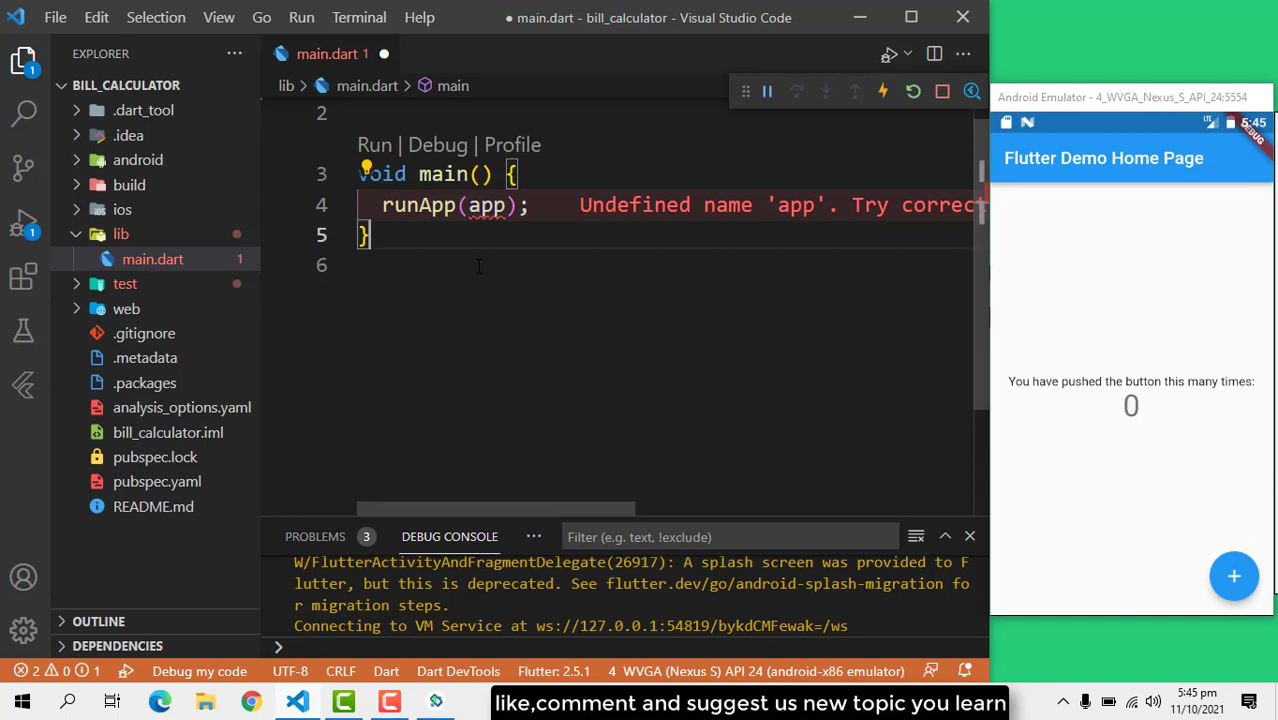 File Edit Selection View Go Run Terminal Help
● main.dart - bill_calculator - Visual Studio Code
EXPLORER
main.dart 1
BILL_CALCULATOR
.dart_tool
.idea
android
build
ios
lib
main.dart 1
test
web
.gitignore
.metadata
.packages
analysis_options.yaml
bill_calculator.iml
pubspec.lock
pubspec.yaml
README.md
OUTLINE
DEPENDENCIES
1
1
lib > main.dart > main
2
Run | Debug | Profile
3 void main() {
4 runApp(app); Undefined name 'app'. Try correc
5 }
6
PROBLEMS 3 DEBUG CONSOLE Filter (e.g. text, !exclude)
W/FlutterActivityAndFragmentDelegate(26917): A splash screen was provided to F
lutter, but this is deprecated. See flutter.dev/go/android-splash-migration fo
r migration steps.
Connecting to VM Service at ws://127.0.0.1:54819/bykdCMFewak=/ws
2 0 1 Debug my code UTF-8 CRLF Dart Dart DevTools Flutter: 2.5.1 4 WVGA (Nexus S) API 24 (android-x86 emulator)
Android Emulator - 4_WVGA_Nexus_S_API_24:5554
LTE 5:45
DEBUG
Flutter Demo Home Page
You have pushed the button this many times:
0
+
like,comment and suggest us new topic you learn
5:45 pm
11/10/2021